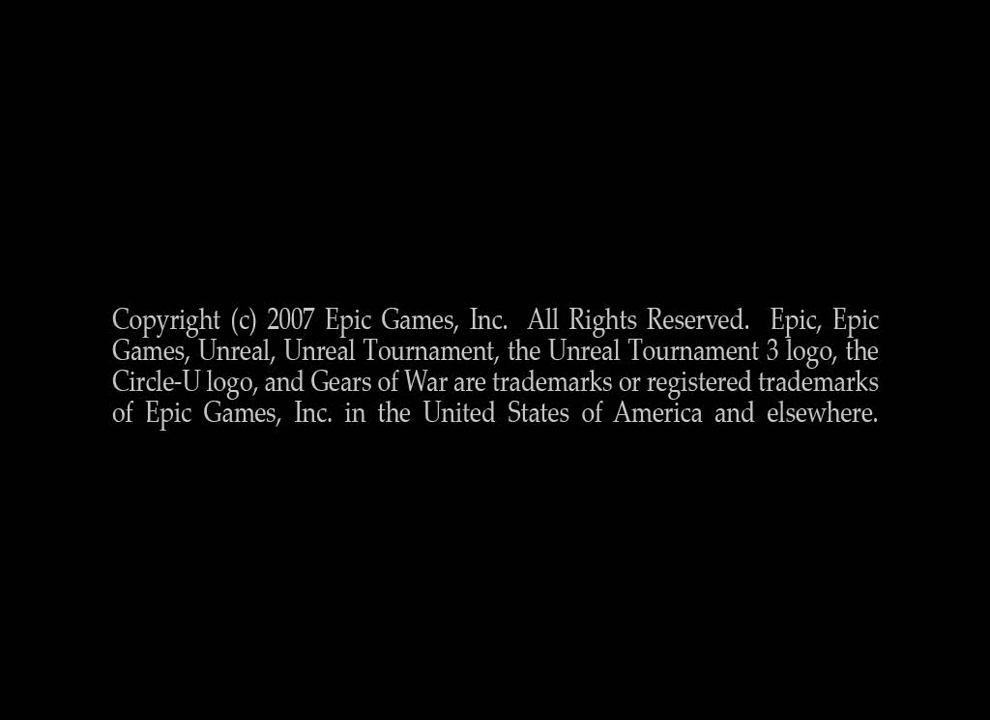 Copyright (c) 2007 Epic Games, Inc.  All Rights Reserved.  Epic, Epic
Games, Unreal, Unreal Tournament, the Unreal Tournament 3 logo, the
Circle-U logo, and Gears of War are trademarks or registered trademarks
of Epic Games, Inc. in the United States of America and elsewhere.